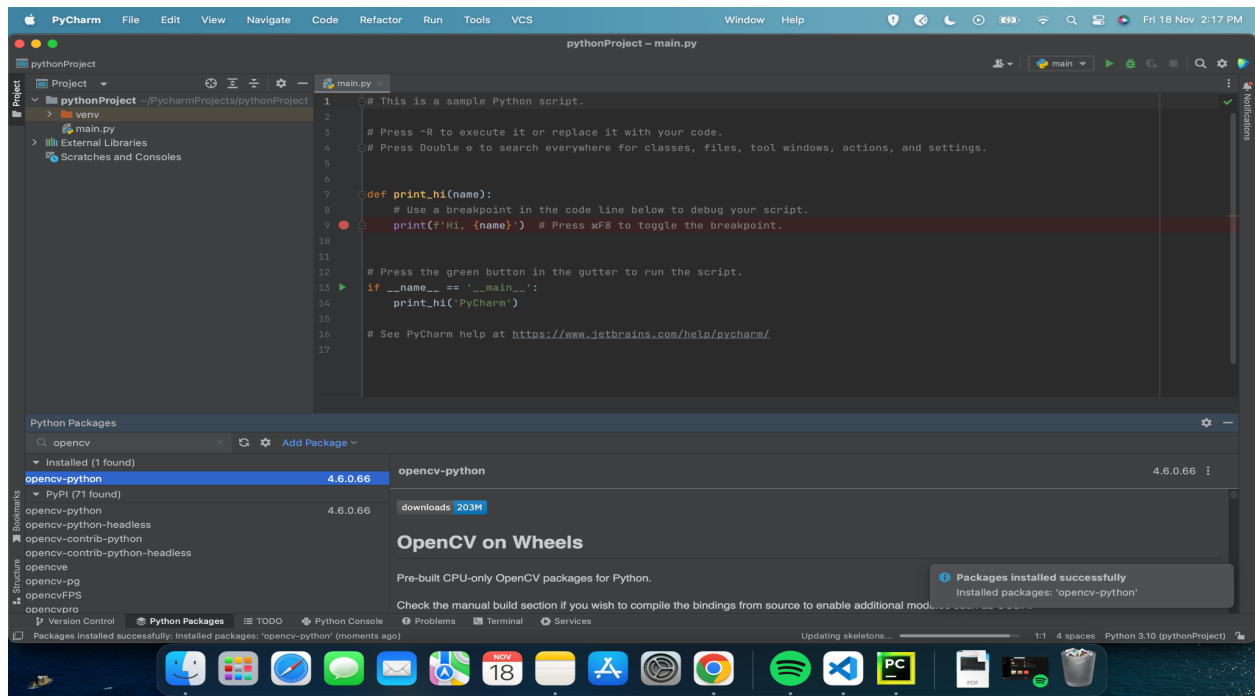 PyCharm File Edit View Navigate Code Refactor Run Tools VCS Window Help Fri 18 Nov 2:17 PM
pythonProject – main.py
pythonProject
main
Project
main.py
pythonProject ~/PycharmProjects/pythonProject
venv
main.py
External Libraries
Scratches and Consoles
Project
Notifications
1 # This is a sample Python script.
2
3 # Press ^R to execute it or replace it with your code.
4 # Press Double ⇧ to search everywhere for classes, files, tool windows, actions, and settings.
5
6
7 def print_hi(name):
8 # Use a breakpoint in the code line below to debug your script.
9 print(f'Hi, {name}') # Press ⌘F8 to toggle the breakpoint.
10
11
12 # Press the green button in the gutter to run the script.
13 if __name__ == '__main__':
14 print_hi('PyCharm')
15
16 # See PyCharm help at https://www.jetbrains.com/help/pycharm/
17
Python Packages
opencv
Add Package
Installed (1 found)
opencv-python 4.6.0.66
PyPI (71 found)
opencv-python 4.6.0.66
opencv-python-headless
opencv-contrib-python
opencv-contrib-python-headless
opencve
opencv-pg
opencvFPS
opencvpro
Bookmarks
Structure
opencv-python 4.6.0.66
downloads 203M
OpenCV on Wheels
Pre-built CPU-only OpenCV packages for Python.
Check the manual build section if you wish to compile the bindings from source to enable additional
Packages installed successfully
Installed packages: 'opencv-python'
Version Control Python Packages TODO Python Console Problems Terminal Services
Packages installed successfully: Installed packages: 'opencv-python' (moments ago) Updating skeletons... 1:1 4 spaces Python 3.10 (pythonProject)
NOV
18
PC
PDF